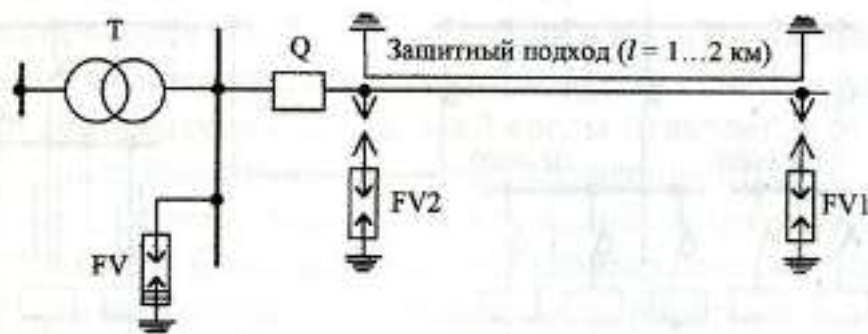 T
Q
Защитный подход (l = 1...2 км)
FV2
FV1
FV